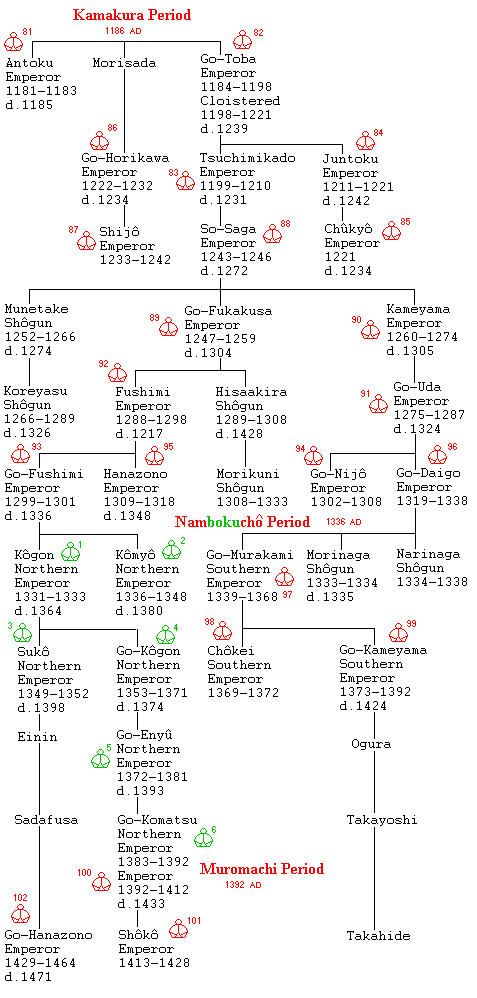 Kamakura Period
1186 AD
81
Antoku
Emperor
1181–1183
d.1185
Morisada
82
Go–Toba
Emperor
1184–1198
Cloistered
1198–1221
d.1239
86
Go–Horikawa
Emperor
1222–1232
d.1234
83
Tsuchimikado
Emperor
1199–1210
d.1231
84
Juntoku
Emperor
1211–1221
d.1242
87
Shijô
Emperor
1233–1242
88
So–Saga
Emperor
1243–1246
d.1272
85
Chûkyô
Emperor
1221
d.1234
Munetake
Shôgun
1252–1266
d.1274
89
Go–Fukakusa
Emperor
1247–1259
d.1304
90
Kameyama
Emperor
1260–1274
d.1305
Koreyasu
Shôgun
1266–1289
d.1326
92
Fushimi
Emperor
1288–1298
d.1217
Hisaakira
Shôgun
1289–1308
d.1428
91
Go–Uda
Emperor
1275–1287
d.1324
93
Go–Fushimi
Emperor
1299–1301
d.1336
95
Hanazono
Emperor
1309–1318
d.1348
Morikuni
Shôgun
1308–1333
94
Go–Nijô
Emperor
1302–1308
96
Go–Daigo
Emperor
1319–1338
Nambokuchô Period
1336 AD
1
Kôgon
Northern
Emperor
1331–1333
d.1364
2
Kômyô
Northern
Emperor
1336–1348
d.1380
Go–Murakami
Southern
Emperor
1339–1368
97
Morinaga
Shôgun
1333–1334
d.1335
Narinaga
Shôgun
1334–1338
3
Sukô
Northern
Emperor
1349–1352
d.1398
4
Go–Kôgon
Northern
Emperor
1353–1371
d.1374
98
Chôkei
Southern
Emperor
1369–1372
99
Go–Kameyama
Southern
Emperor
1373–1392
d.1424
Einin
5
Go–Enyû
Northern
Emperor
1372–1381
d.1393
Ogura
Sadafusa
6
Go–Komatsu
Northern
Emperor
1383–1392
100
Emperor
1392–1412
d.1433
Takayoshi
Muromachi Period
1392 AD
102
Go–Hanazono
Emperor
1429–1464
d.1471
101
Shôkô
Emperor
1413–1428
Takahide